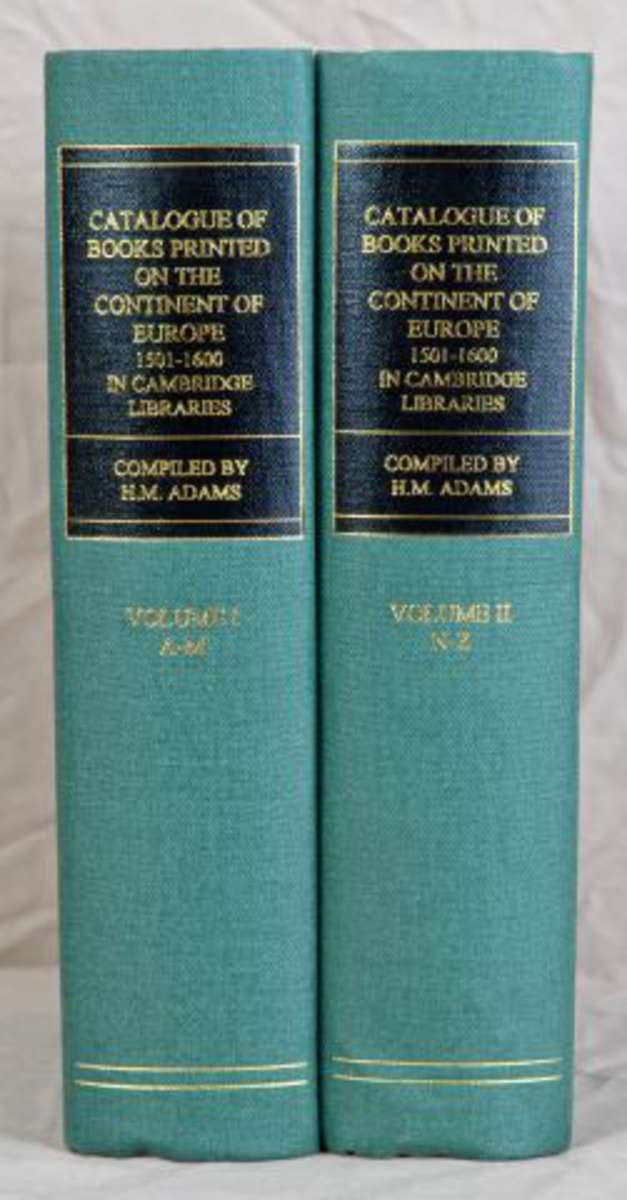 CATALOGUE OF
BOOKS PRINTED
ON THE
CONTINENT OF
EUROPE
1501-1600
IN CAMBRIDGE
LIBRARIES
COMPILED BY
H.M. ADAMS
VOLUME I
A-M
CATALOGUE OF
BOOKS PRINTED
ON THE
CONTINENT OF
EUROPE
1501-1600
IN CAMBRIDGE
LIBRARIES
COMPILED BY
H.M. ADAMS
VOLUME II
N-Z